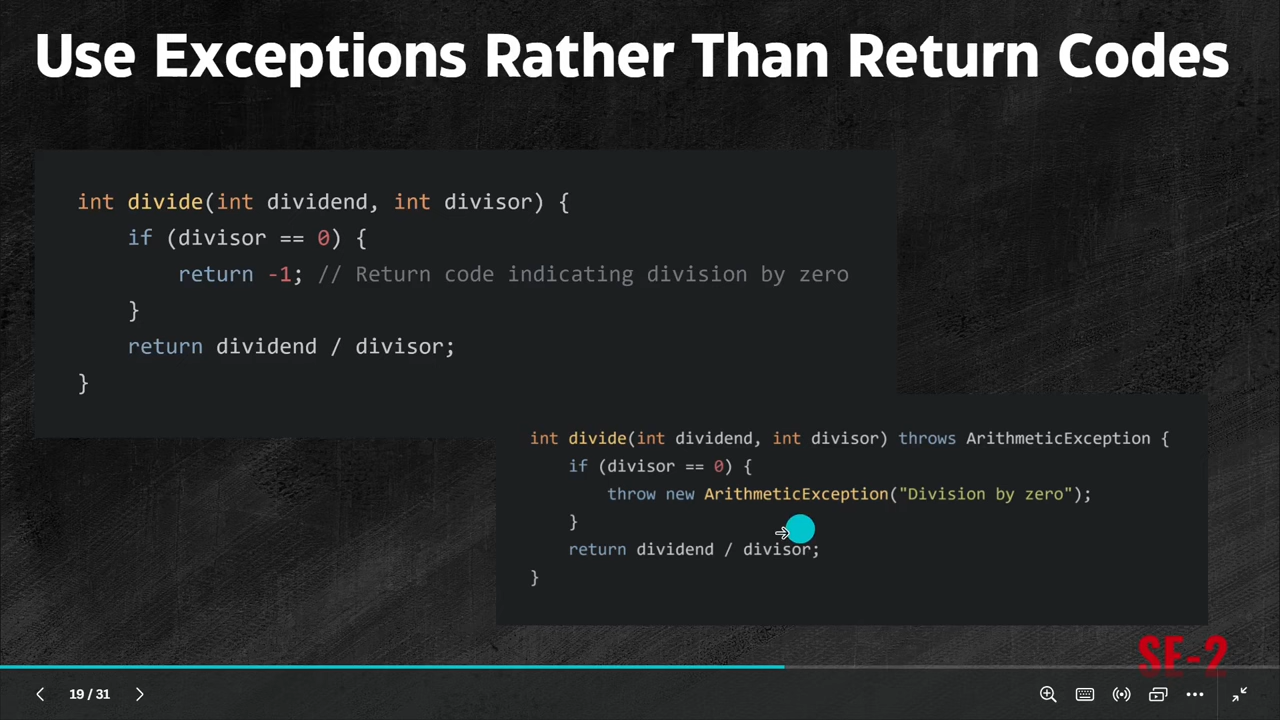 Use Exceptions Rather Than Return Codes
int divide(int dividend, int divisor) {
    if (divisor == 0) {
        return -1; // Return code indicating division by zero
    }
    return dividend / divisor;
}
int divide(int dividend, int divisor) throws ArithmeticException {
    if (divisor == 0) {
        throw new ArithmeticException("Division by zero");
    }
    return dividend / divisor;
}
SE-2
19 / 31